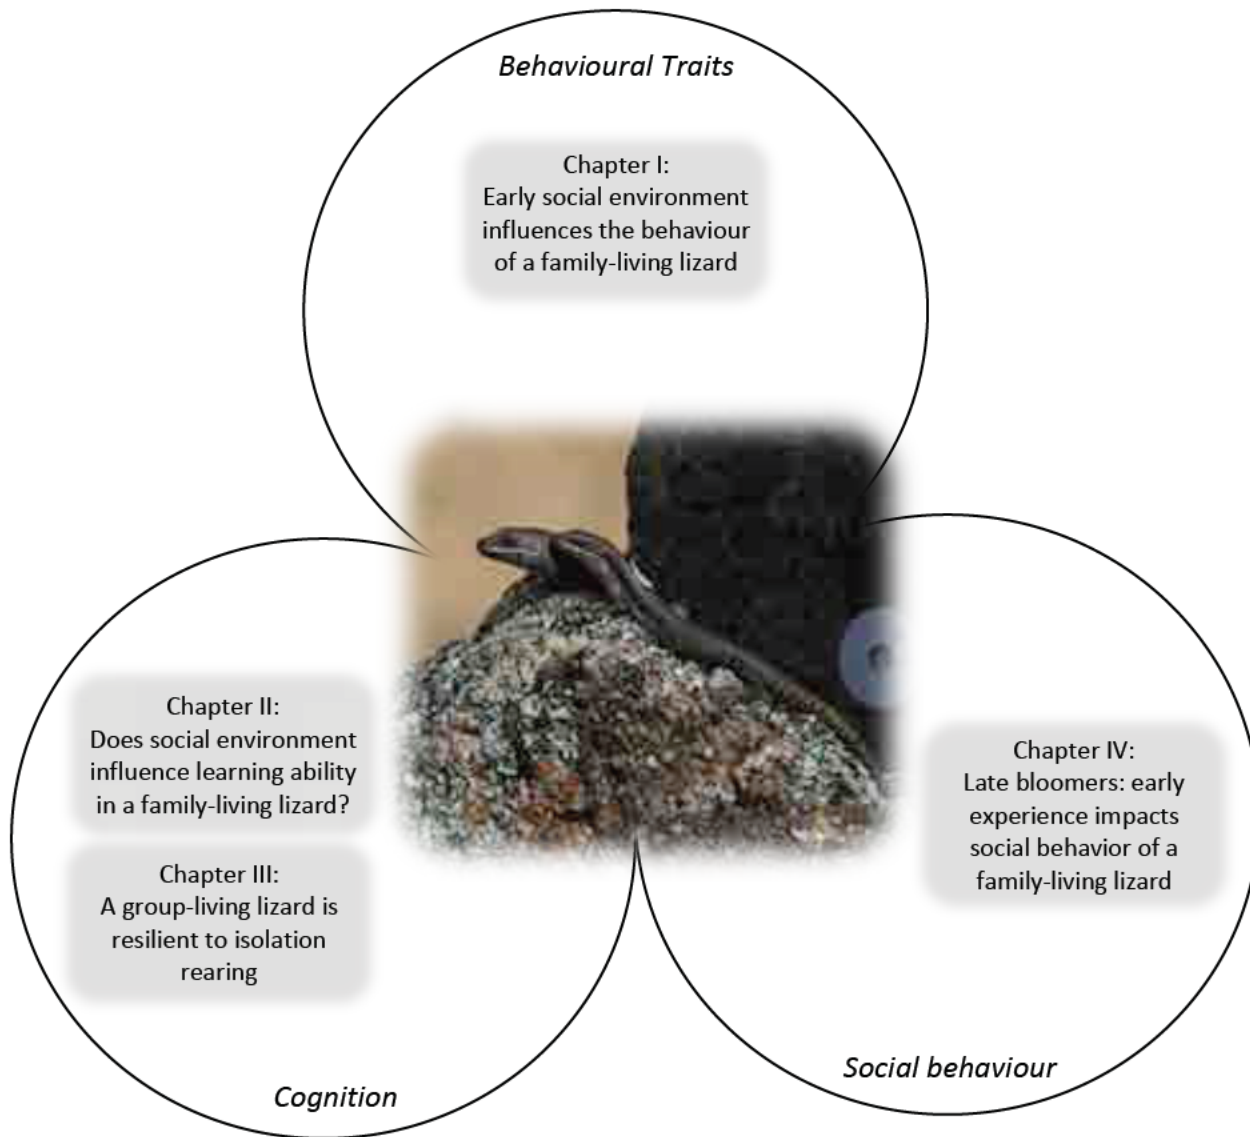 Behavioural Traits
Chapter I:
Early social environment
influences the behaviour
of a family-living lizard
Chapter II:
Does social environment
influence learning ability
in a family-living lizard?
Chapter III:
A group-living lizard is
resilient to isolation
rearing
Cognition
Chapter IV:
Late bloomers: early
experience impacts
social behavior of a
family-living lizard
Social behaviour